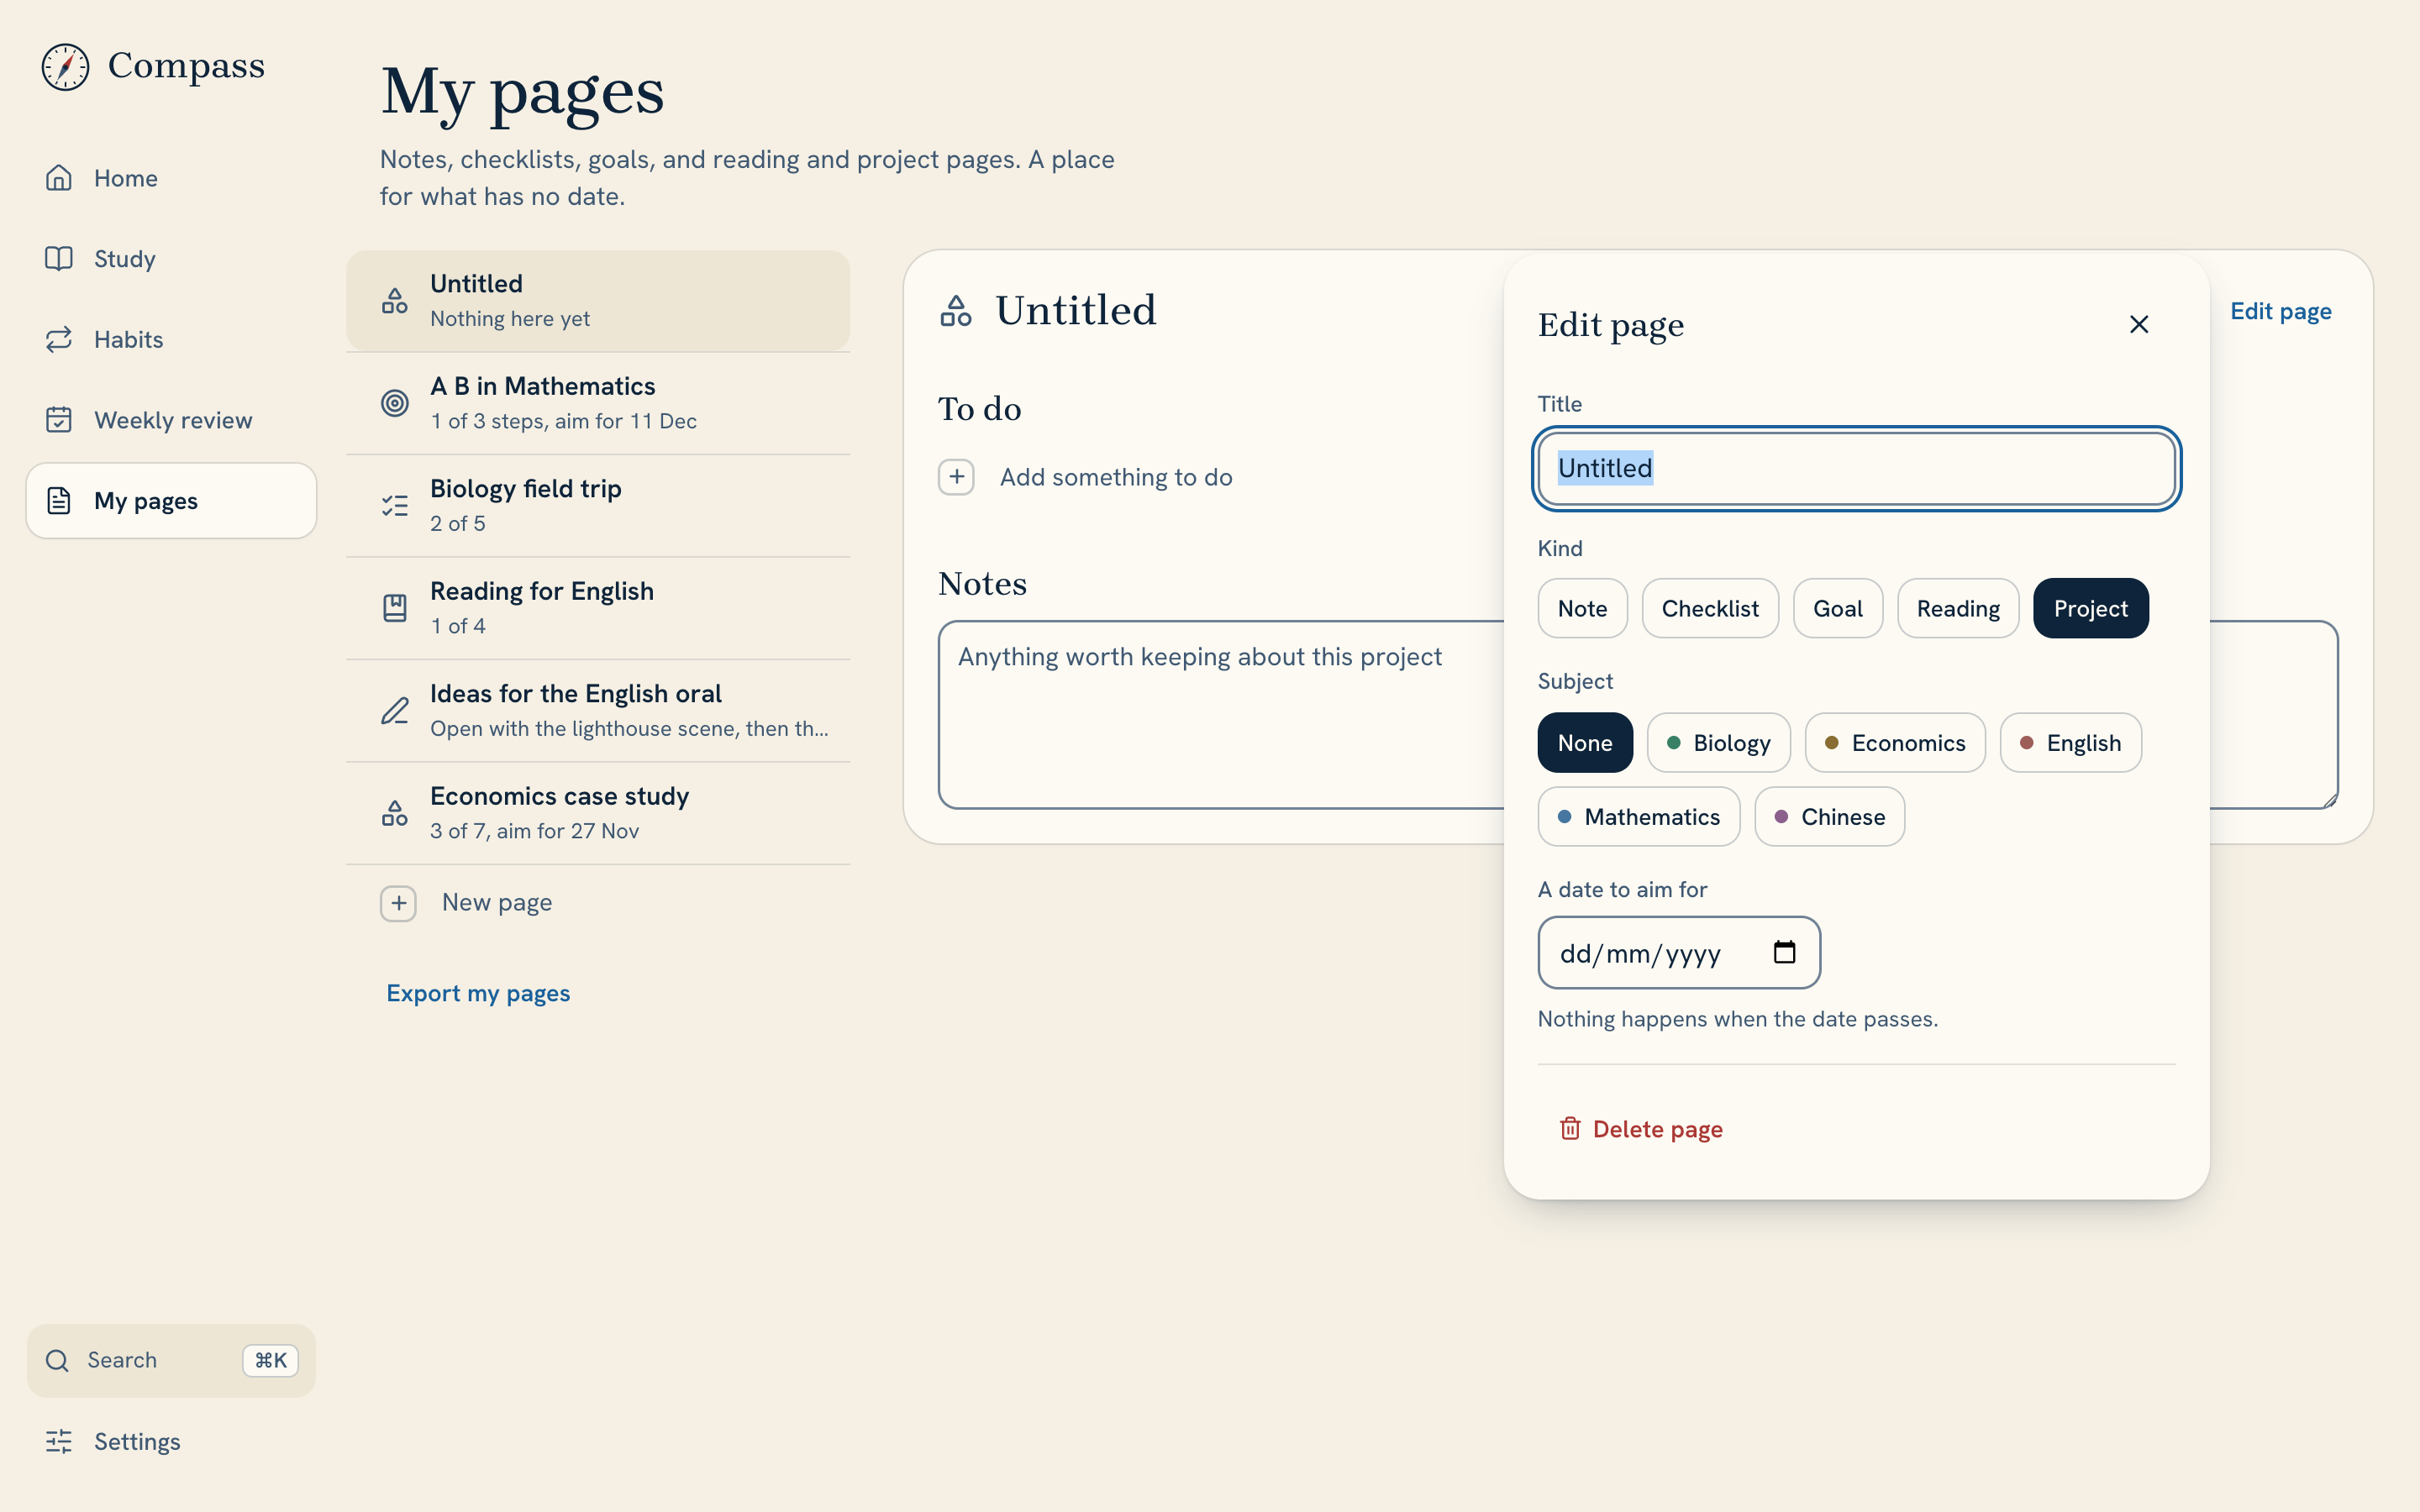 Compass
Home
Study
Habits
Weekly review
My pages
Search
⌘K
Settings
My pages
Notes, checklists, goals, and reading and project pages. A place
for what has no date.
Untitled
Nothing here yet
A B in Mathematics
1 of 3 steps, aim for 11 Dec
Biology field trip
2 of 5
Reading for English
1 of 4
Ideas for the English oral
Open with the lighthouse scene, then th...
Economics case study
3 of 7, aim for 27 Nov
New page
Export my pages
Untitled
Edit page
To do
Add something to do
Notes
Anything worth keeping about this project
Edit page
Title
Untitled
Kind
Note Checklist Goal Reading Project
Subject
None Biology Economics English
Mathematics Chinese
A date to aim for
dd/mm/yyyy
Nothing happens when the date passes.
Delete page